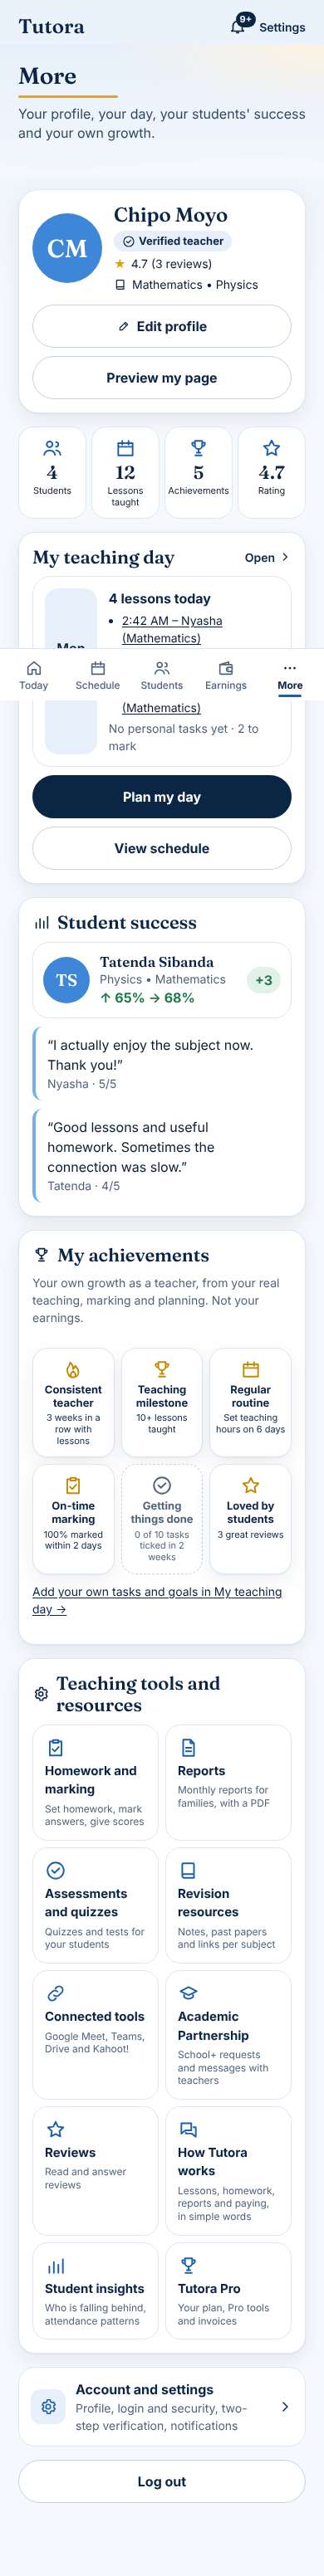 Tutora
9+
Settings
More
Your profile, your day, your students' success
and your own growth.
CM
Chipo Moyo
Verified teacher
★ 4.7 (3 reviews)
Mathematics • Physics
Edit profile
Preview my page
4
Students
12
Lessons
taught
5
Achievements
4.7
Rating
My teaching day
Open
4 lessons today
• 2:42 AM – Nyasha
(Mathematics)
Today
Schedule
Students
Earnings
More
(Mathematics)
No personal tasks yet · 2 to
mark
Plan my day
View schedule
Student success
TS
Tatenda Sibanda
Physics • Mathematics
↑ 65% → 68%
+3
“I actually enjoy the subject now.
Thank you!”
Nyasha · 5/5
“Good lessons and useful
homework. Sometimes the
connection was slow.”
Tatenda · 4/5
My achievements
Your own growth as a teacher, from your real
teaching, marking and planning. Not your
earnings.
Consistent
teacher
3 weeks in a
row with
lessons
Teaching
milestone
10+ lessons
taught
Regular
routine
Set teaching
hours on 6 days
On-time
marking
100% marked
within 2 days
Getting
things done
0 of 10 tasks
ticked in 2
weeks
Loved by
students
3 great reviews
Add your own tasks and goals in My teaching
day →
Teaching tools and
resources
Homework and
marking
Set homework, mark
answers, give scores
Reports
Monthly reports for
families, with a PDF
Assessments
and quizzes
Quizzes and tests for
your students
Revision
resources
Notes, past papers
and links per subject
Connected tools
Google Meet, Teams,
Drive and Kahoot!
Academic
Partnership
School+ requests
and messages with
teachers
Reviews
Read and answer
reviews
How Tutora
works
Lessons, homework,
reports and paying,
in simple words
Student insights
Who is falling behind,
attendance patterns
Tutora Pro
Your plan, Pro tools
and invoices
Account and settings
Profile, login and security, two-
step verification, notifications
Log out